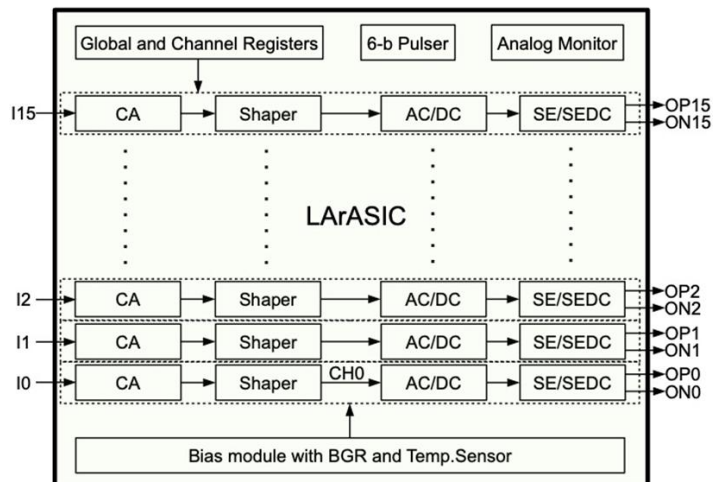 Global and Channel Registers
6-b Pulser
Analog Monitor
I15
CA
Shaper
AC/DC
SE/SEDC
OP15
ON15
LArASIC
I2
CA
Shaper
AC/DC
SE/SEDC
OP2
ON2
I1
CA
Shaper
AC/DC
SE/SEDC
OP1
ON1
I0
CA
Shaper
CH0
AC/DC
SE/SEDC
OP0
ON0
Bias module with BGR and Temp.Sensor